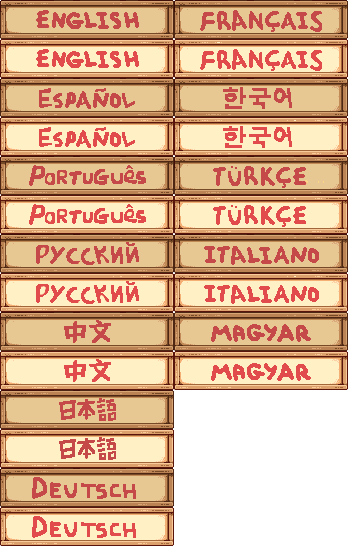 ENGLISH FRANÇAIS
ENGLISH FRANÇAIS
ESPAÑOL 한국어
ESPAÑOL 한국어
PORTUGUÊS TÜRKÇE
PORTUGUÊS TÜRKÇE
РУССКИЙ ITALIANO
РУССКИЙ ITALIANO
中文 MAGYAR
中文 MAGYAR
日本語
日本語
DEUTSCH
DEUTSCH